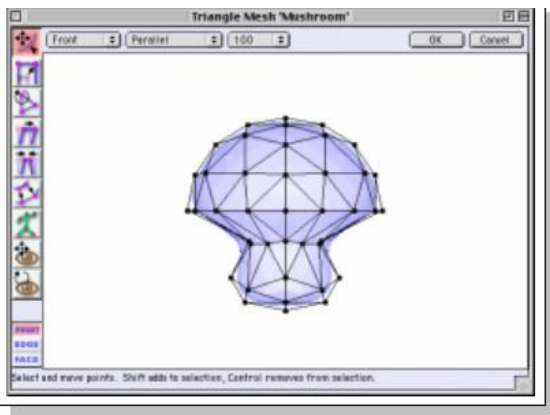 Triangle Mesh 'Mushroom'
Front
Parallel
100
OK
Cancel
POINT
EDGE
FACE
Select and move points. Shift adds to selection, Control removes from selection.